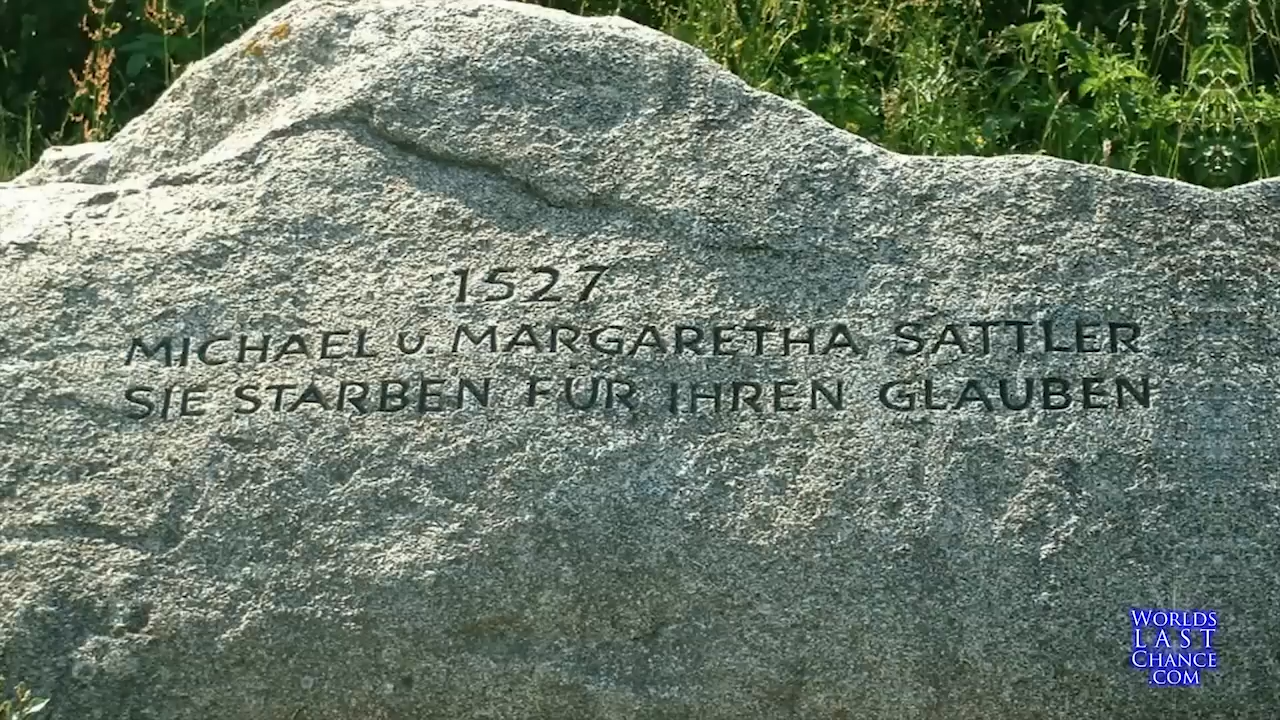 1527
MICHAEL u. MARGARETHA SATTLER
SIE STARBEN FÜR IHREN GLAUBEN
WORLDS
LAST
CHANCE
.COM